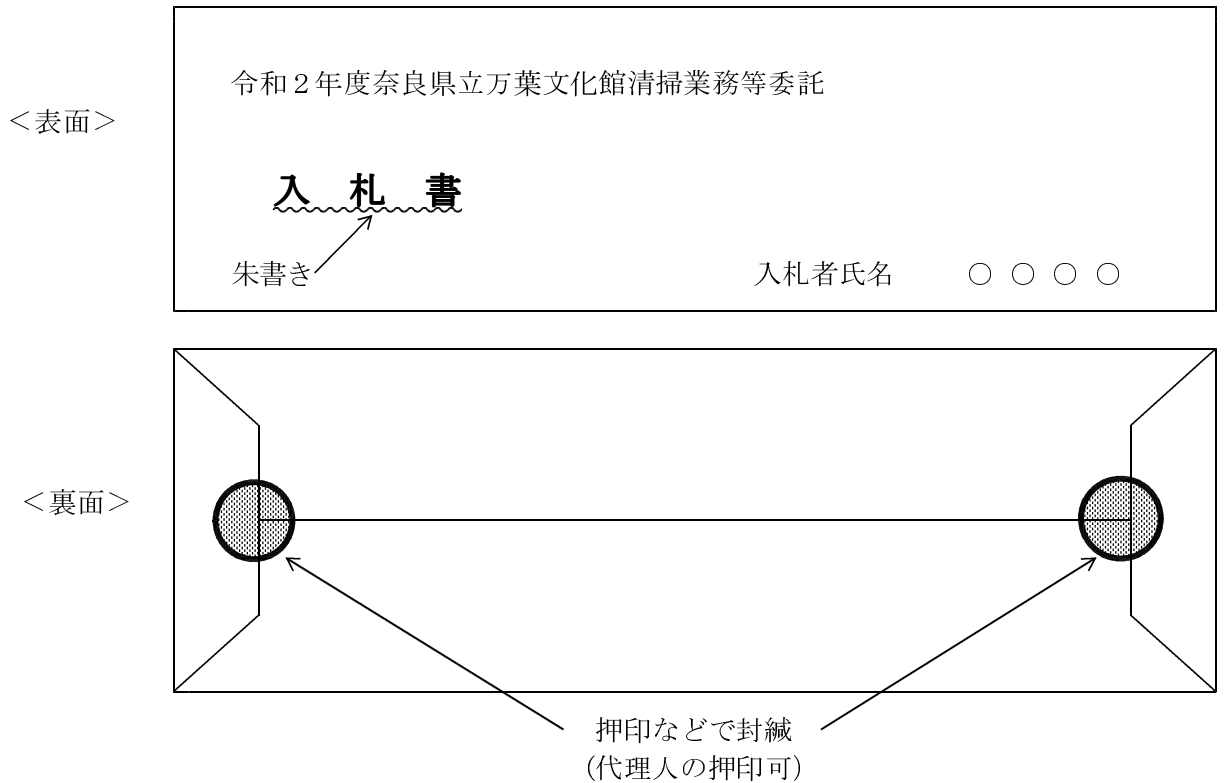 令和２年度奈良県立万葉文化館清掃業務等委託
＜表面＞
入　札　書
朱書き
入札者氏名　　○ ○ ○ ○
＜裏面＞
押印などで封緘
(代理人の押印可)